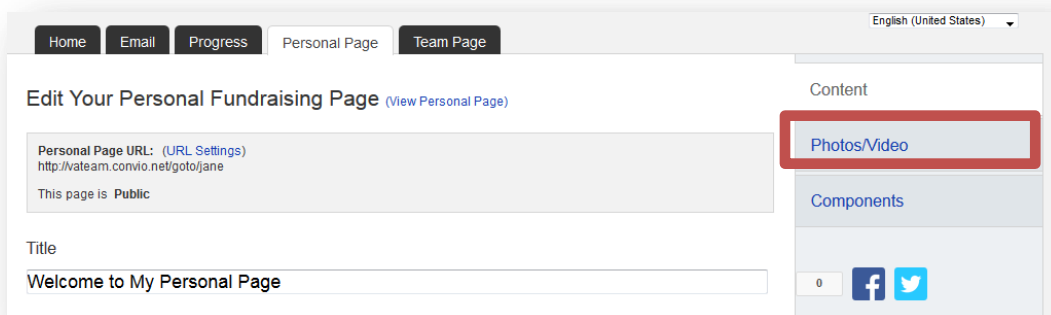 English (United States)
Home Email Progress Personal Page Team Page
Edit Your Personal Fundraising Page (View Personal Page)
Personal Page URL: (URL Settings)
http://vateam.convio.net/goto/jane
This page is Public
Title
Welcome to My Personal Page
Content
Photos/Video
Components
0